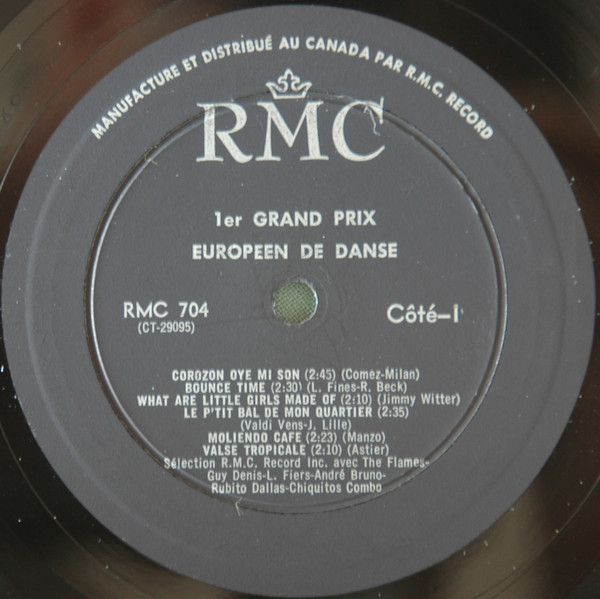 MANUFACTURE ET DISTRIBUÉ AU CANADA PAR R.M.C. RECORD
RMC
1er GRAND PRIX
EUROPEEN DE DANSE
RMC 704
(CT-29095)
Côté-I
COROZON OYE MI SON (2:45) (Comez-Milan)
BOUNCE TIME (2:30) (L. Fines-R. Beck)
WHAT ARE LITTLE GIRLS MADE OF (2:10) (Jimmy Witter)
LE P'TIT BAL DE MON QUARTIER (2:35)
(Valdi Vens-J. Lille)
MOLIENDO CAFE (2:23) (Manzo)
VALSE TROPICALE (2:10) (Astier)
Sélection R.M.C. Record Inc. avec The Flames-
Guy Denis-L. Fiers-André Bruno-
Rubito Dallas-Chiquitos Combo